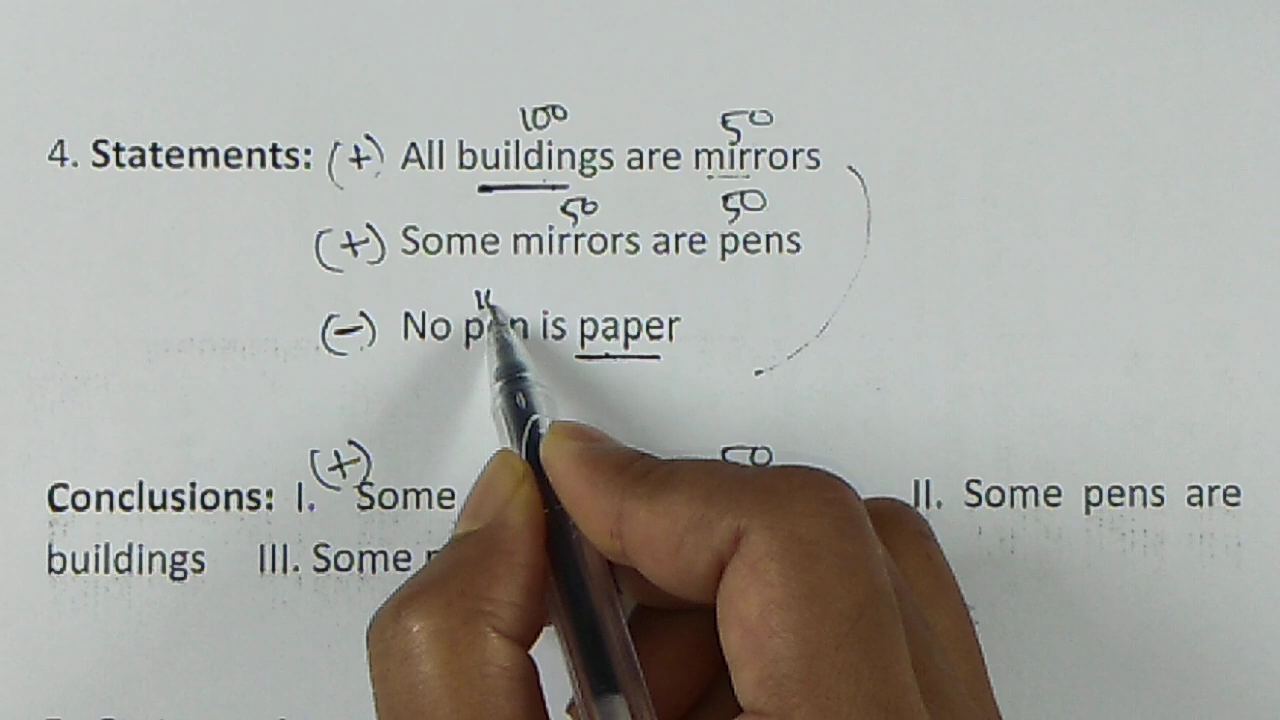 100 50
4. Statements: (+) All buildings are mirrors
50 50
(+) Some mirrors are pens
(-) No pen is paper
(+) 50
Conclusions: I. Some II. Some pens are
buildings III. Some